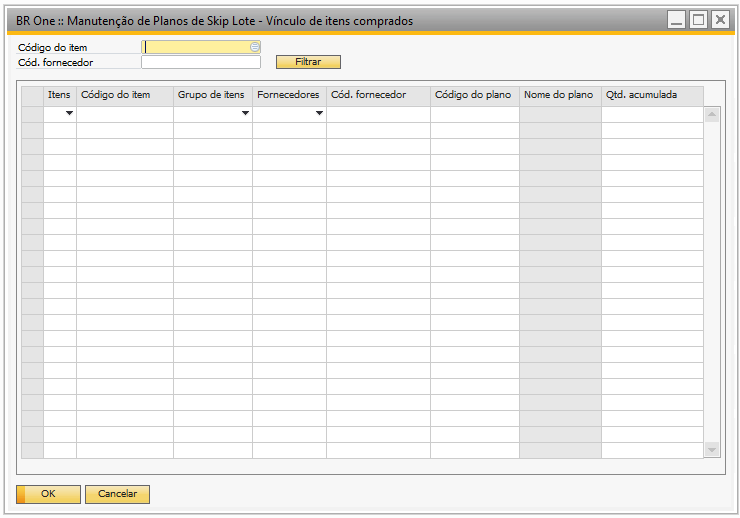 BR One :: Manutenção de Planos de Skip Lote - Vínculo de itens comprados
Código do item
Cód. fornecedor
Filtrar
Itens Código do item Grupo de itens Fornecedores Cód. fornecedor Código do plano Nome do plano Qtd. acumulada
OK Cancelar